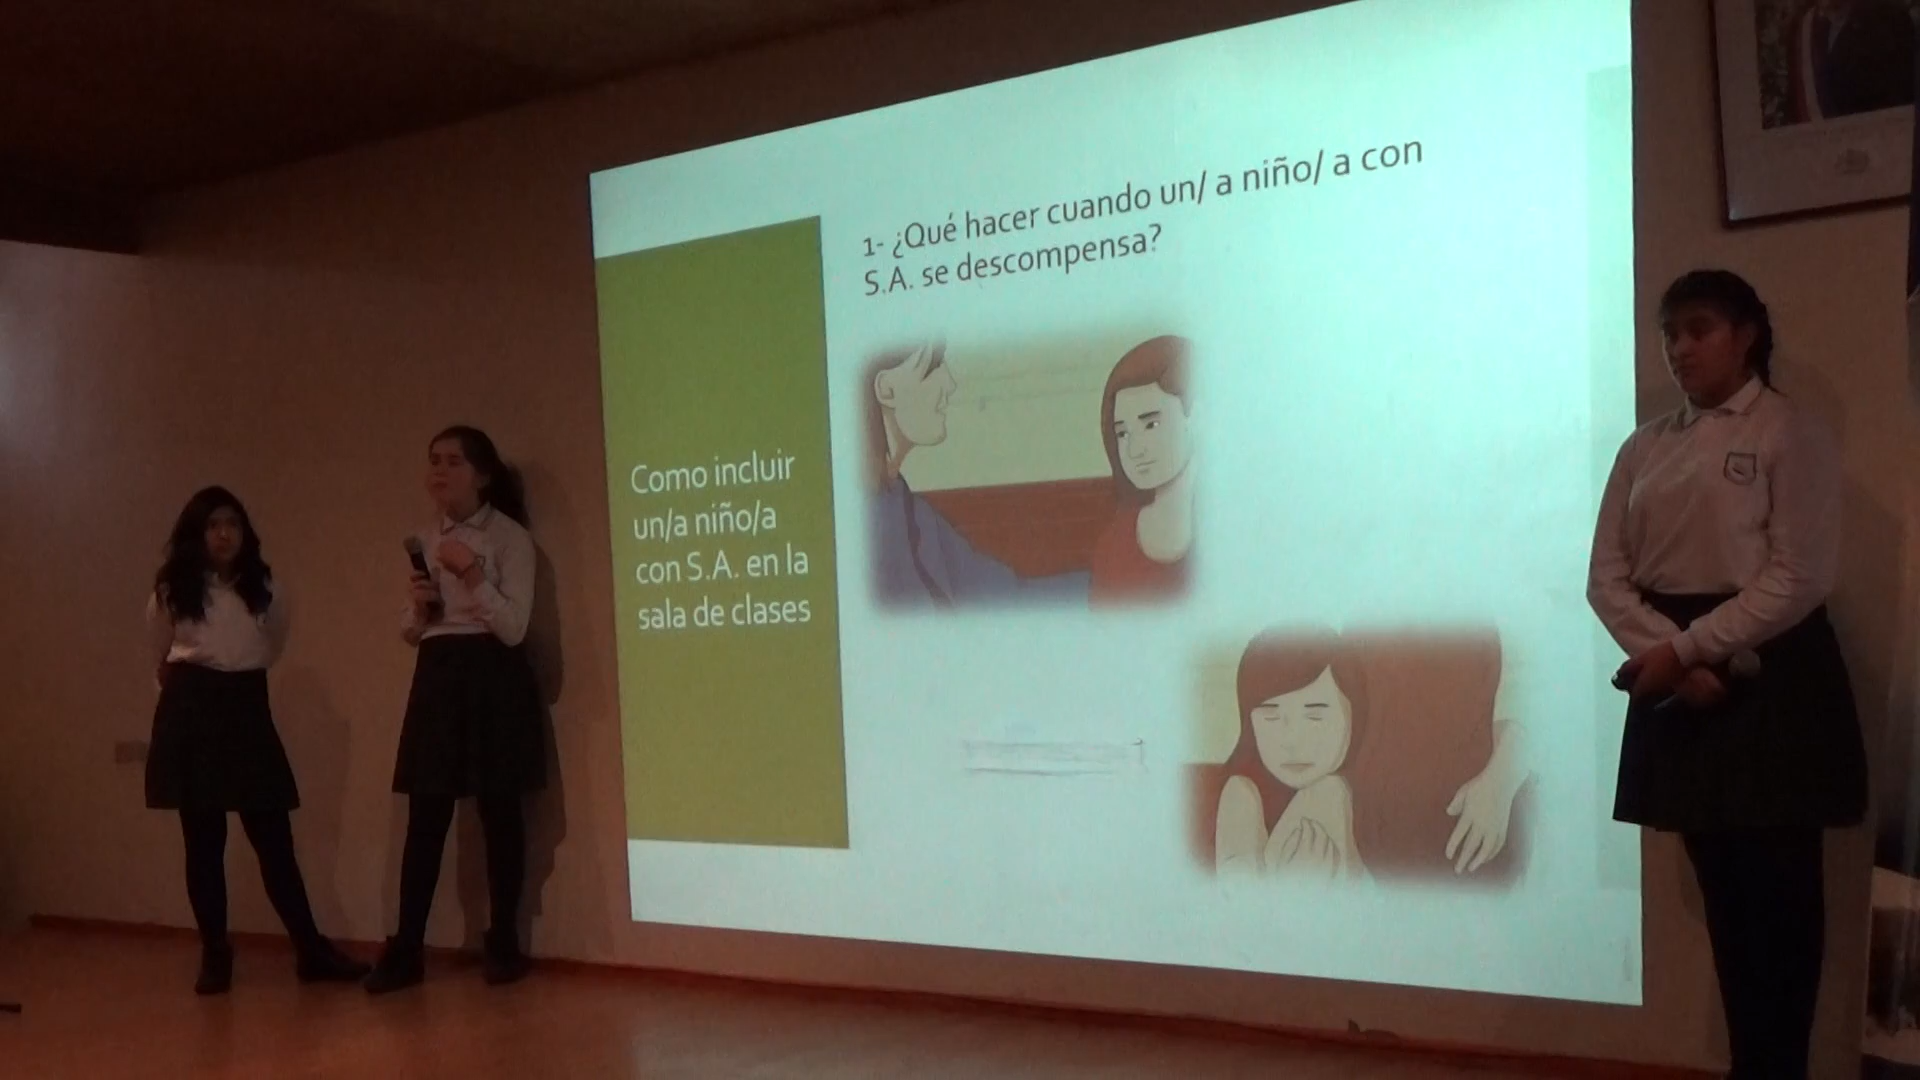 1- ¿Qué hacer cuando un/ a niño/ a con
S.A. se descompensa?
Como incluir
un/a niño/a
con S.A. en la
sala de clases